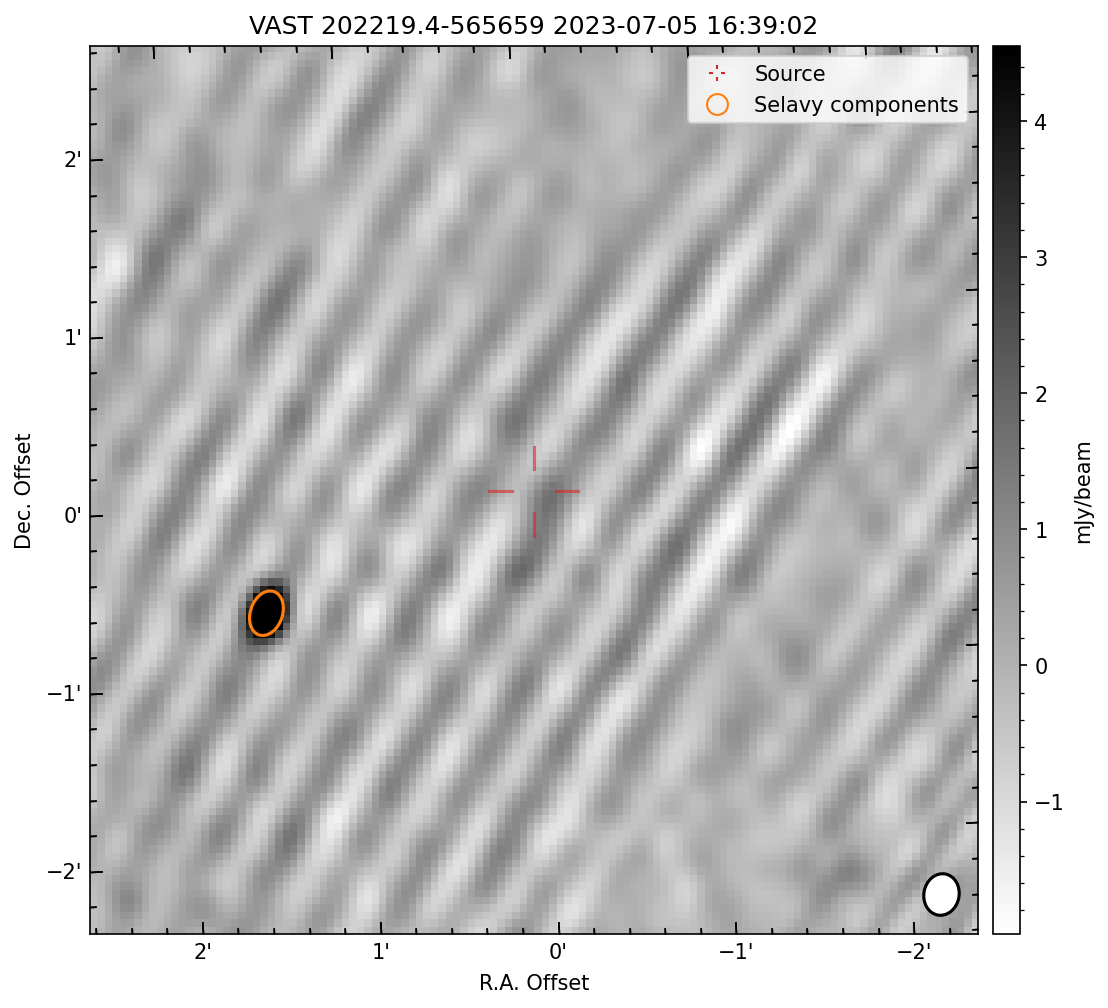 VAST 202219.4-565659 2023-07-05 16:39:02
Source
Selavy components
2'
1'
0'
−1'
−2'
Dec. Offset
2'
1'
0'
−1'
−2'
R.A. Offset
4
3
2
1
0
−1
mJy/beam